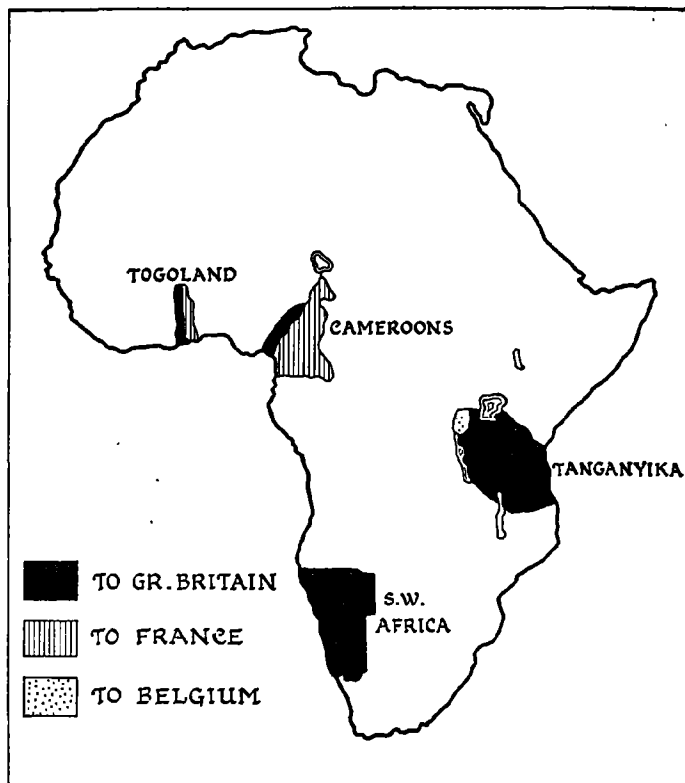 TOGOLAND
CAMEROONS
TANGANYIKA
S.W.
AFRICA
TO GR. BRITAIN
TO FRANCE
TO BELGIUM